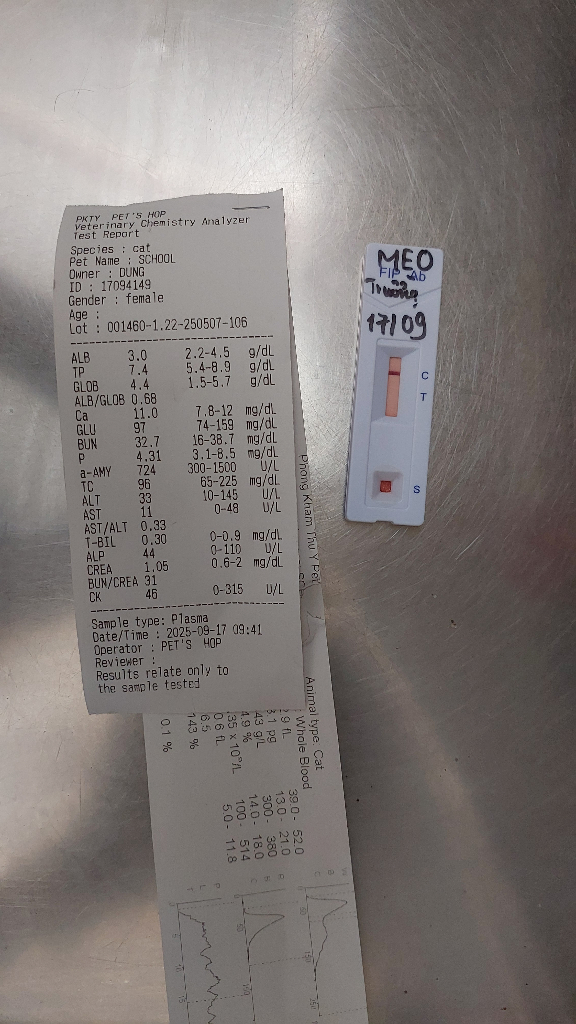 PKTY PET'S HOP
Veterinary Chemistry Analyzer
Test Report
Species : cat
Pet Name : SCHOOL
Owner : DUNG
ID : 17094149
Gender : female
Age :
Lot : 001460-1.22-250507-106
ALB 3.0 2.2-4.5 g/dL
TP 7.4 5.4-8.9 g/dL
GLOB 4.4 1.5-5.7 g/dL
ALB/GLOB 0.68
Ca 11.0 7.8-12 mg/dL
GLU 97 74-159 mg/dL
BUN 32.7 16-38.7 mg/dL
P 4.31 3.1-8.5 mg/dL
a-AMY 724 300-1500 U/L
TC 96 65-225 mg/dL
ALT 33 10-145 U/L
AST 11 0-48 U/L
AST/ALT 0.33
T-BIL 0.30 0-0.9 mg/dL
ALP 44 0-110 U/L
CREA 1.05 0.6-2 mg/dL
BUN/CREA 31
CK 46 0-315 U/L
Sample type: Plasma
Date/Time : 2025-09-17 09:41
Operator : PET'S HOP
Reviewer :
Results relate only to
the sample tested
MEO
FIP Ab
Trường
17/09
C
T
S
Phòng Khám Thú Y Pet
Animal type Cat
Whole Blood
9 fL 39.0 - 52.0
3.1 pg 13.0 - 21.0
43 g/L 300 - 380
4.9 % 14.0 - 18.0
35 x 10^9/L 100 - 514
0.6 fL 5.0 - 11.8
6.5
143 %
0.1 %